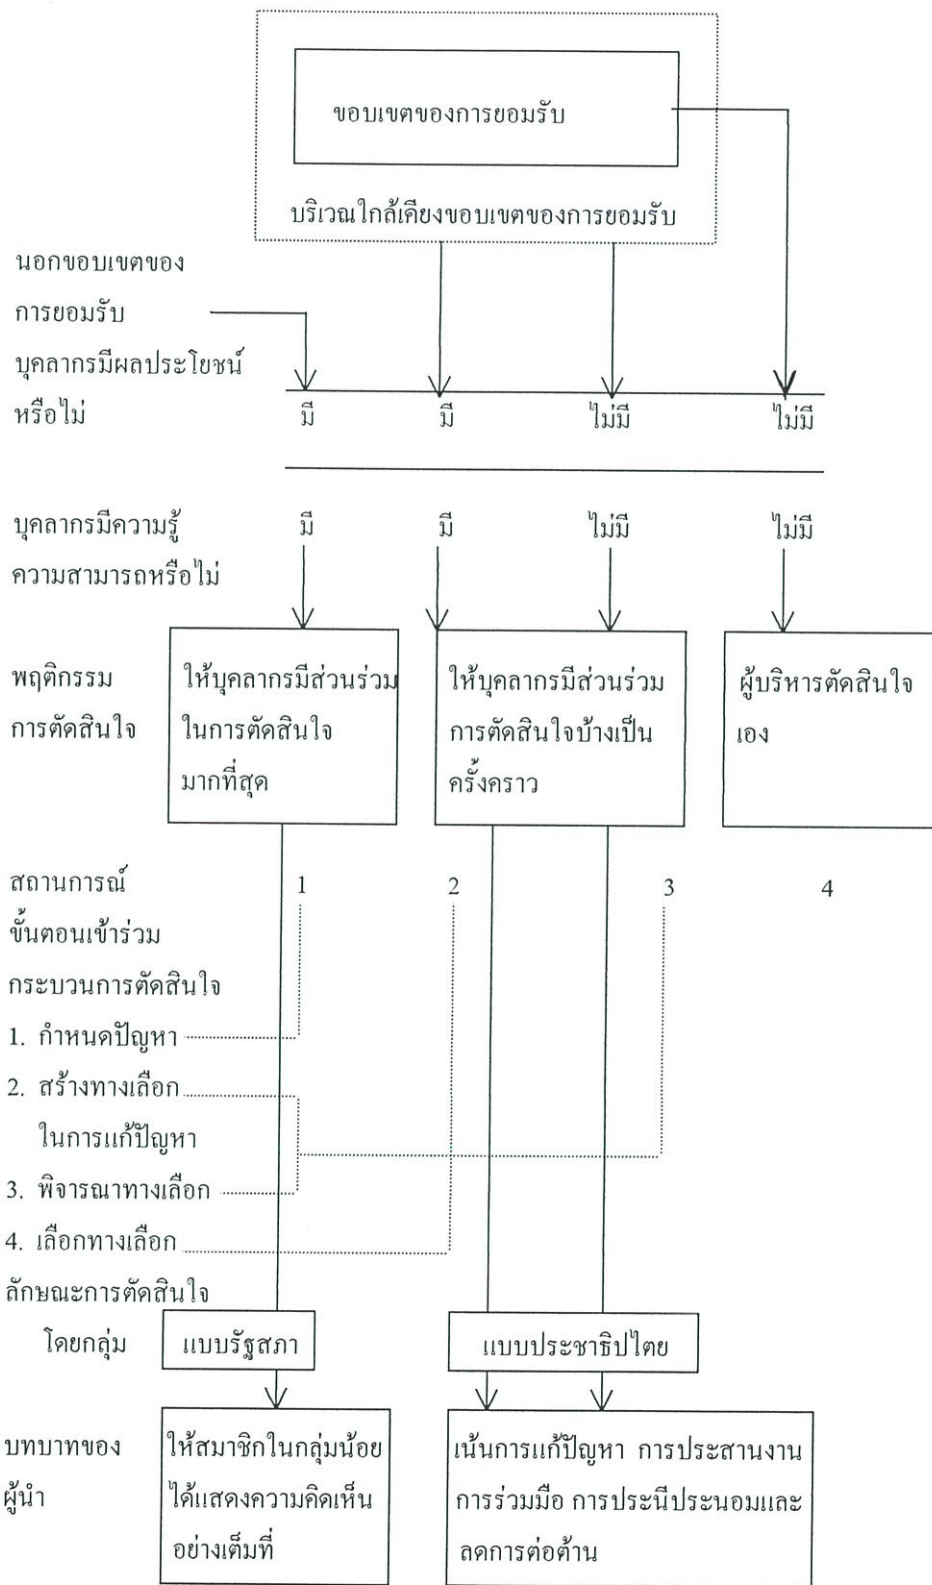 ขอบเขตของการยอมรับ
บริเวณใกล้เคียงขอบเขตของการยอมรับ
นอกขอบเขตของ
การยอมรับ
บุคลากรมีผลประโยชน์
หรือไม่ มี มี ไม่มี ไม่มี
บุคลากรมีความรู้ มี มี ไม่มี ไม่มี
ความสามารถหรือไม่
พฤติกรรม
การตัดสินใจ
ให้บุคลากรมีส่วนร่วม
ในการตัดสินใจ
มากที่สุด
ให้บุคลากรมีส่วนร่วม
การตัดสินใจบ้างเป็น
ครั้งคราว
ผู้บริหารตัดสินใจ
เอง
สถานการณ์ 1 2 3 4
ขั้นตอนเข้าร่วม
กระบวนการตัดสินใจ
1. กำหนดปัญหา
2. สร้างทางเลือก
ในการแก้ปัญหา
3. พิจารณาทางเลือก
4. เลือกทางเลือก
ลักษณะการตัดสินใจ
โดยกลุ่ม แบบรัฐสภา แบบประชาธิปไตย
บทบาทของ
ผู้นำ
ให้สมาชิกในกลุ่มน้อย
ได้แสดงความคิดเห็น
อย่างเต็มที่
เน้นการแก้ปัญหา การประสานงาน
การร่วมมือ การประนีประนอมและ
ลดการต่อต้าน